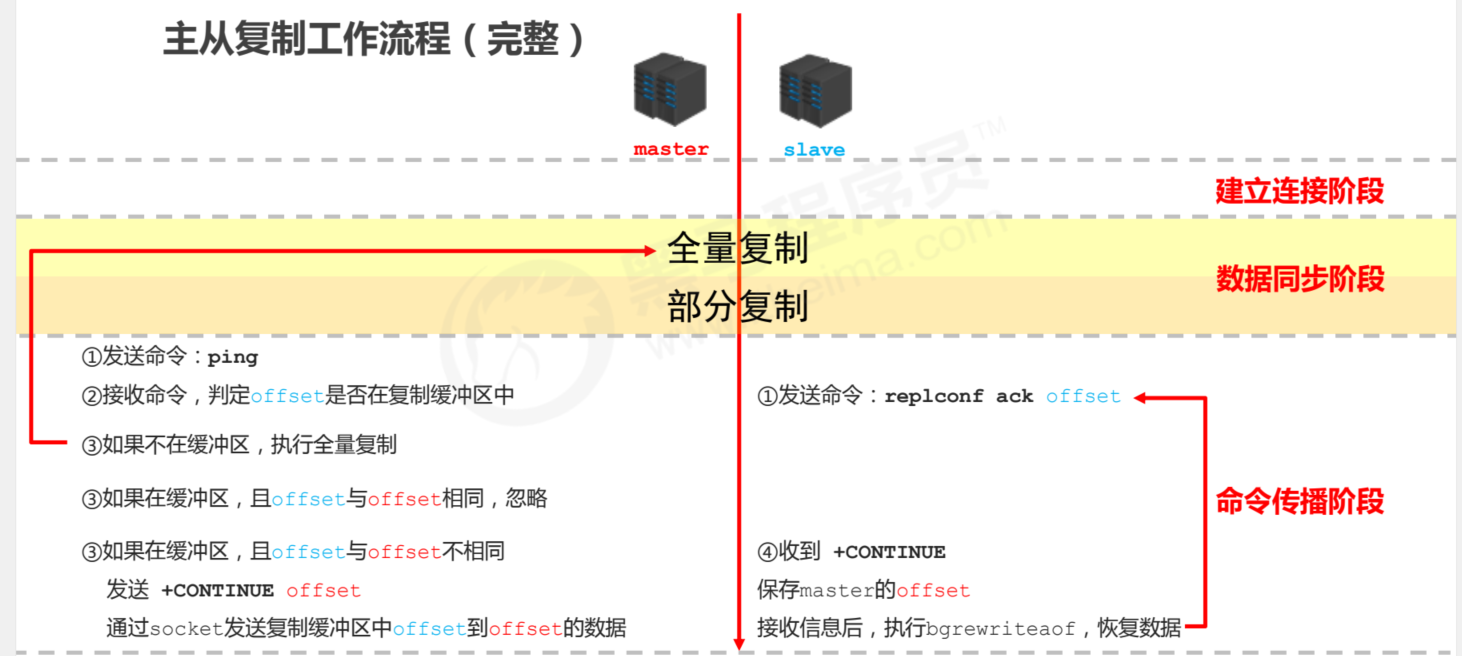 主从复制工作流程（完整）
master
slave
建立连接阶段
全量复制
部分复制
数据同步阶段
①发送命令：ping
②接收命令，判定offset是否在复制缓冲区中
①发送命令：replconf ack offset
③如果不在缓冲区，执行全量复制
③如果在缓冲区，且offset与offset相同，忽略
命令传播阶段
③如果在缓冲区，且offset与offset不相同
发送 +CONTINUE offset
通过socket发送复制缓冲区中offset到offset的数据
④收到 +CONTINUE
保存master的offset
接收信息后，执行bgrewriteaof，恢复数据
程序员TM